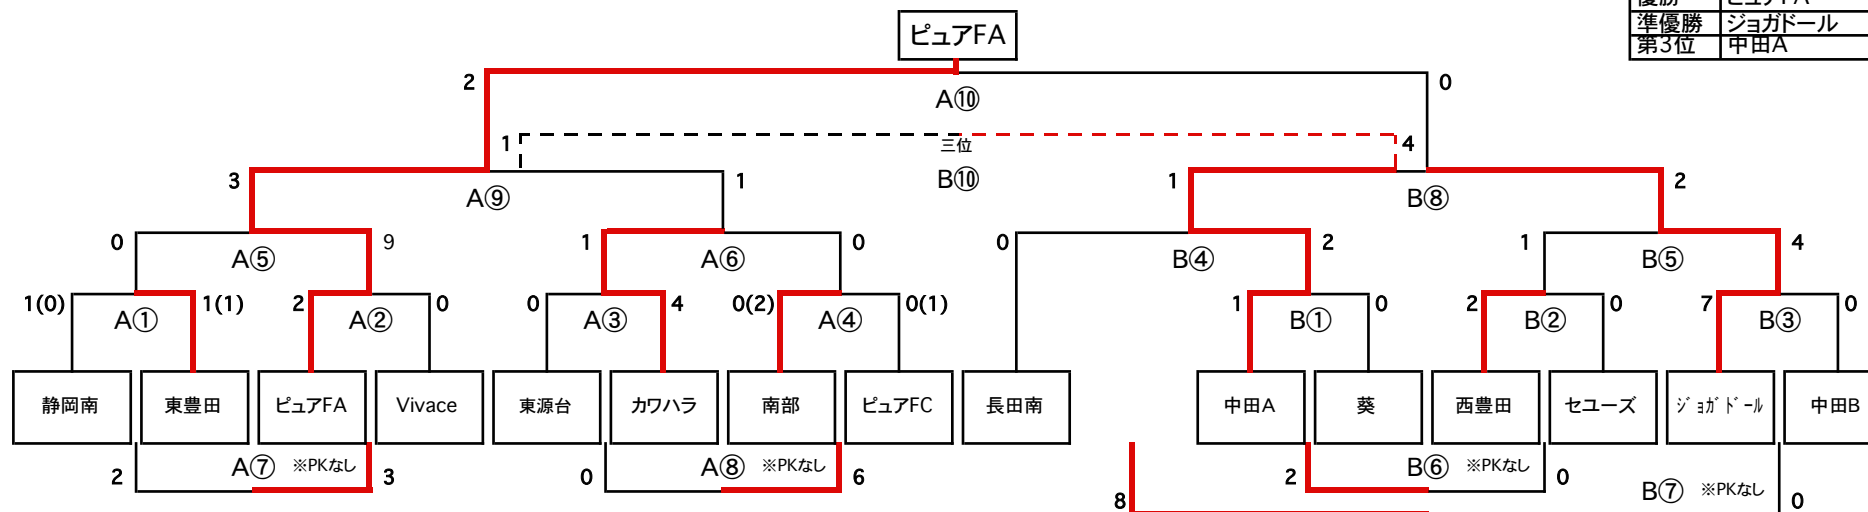 優勝 ピュアFA
準優勝 ジョガドール
第3位 中田A
ピュアFA
2 0
A⑩
1 三位 4
3 1 B⑩ 1 2
A⑨ B⑧
0 9 1 0 0 2 1 4
A⑤ A⑥ B④ B⑤
1(0) 1(1) 2 0 0 4 0(2) 0(1) 1 0 2 0 7 0
A① A② A③ A④ B① B② B③
静岡南 東豊田 ピュアFA Vivace 東源台 カワハラ 南部 ピュアFC 長田南 中田A 葵 西豊田 セユーズ ジョガドール 中田B
2 A⑦ ※PKなし 3 0 A⑧ ※PKなし 6 2 B⑥ ※PKなし 0
8 B⑦ ※PKなし 0